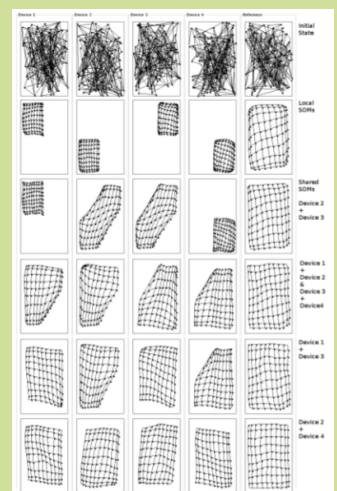 Device 1
Device 2
Device 3
Device 4
Reference
Initial
State
Local
SOMs
Shared
SOMs
Device 2
+
Device 3
Device 1
+
Device 2
&
Device 3
+
Device4
Device 1
+
Device 3
Device 2
+
Device 4